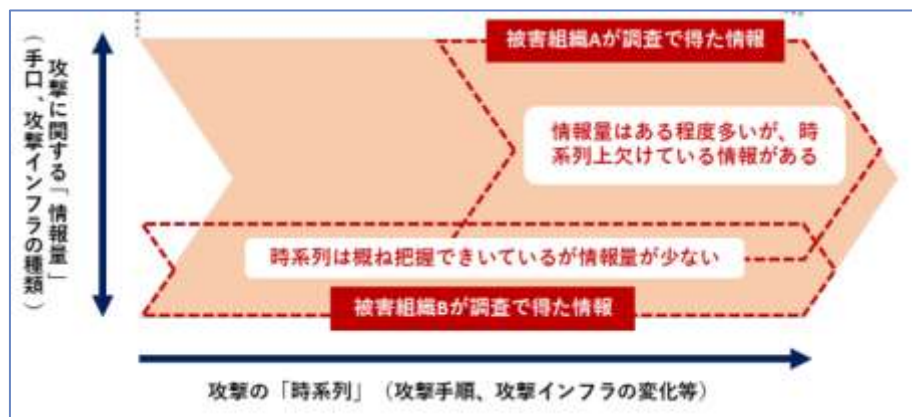 被害組織Aが調査で得た情報
攻撃に関する「情報量」
（手口、攻撃インフラの種類）
情報量はある程度多いが、時
系列上欠けている情報がある
時系列は概ね把握できいているが情報量が少ない
被害組織Bが調査で得た情報
攻撃の「時系列」（攻撃手順、攻撃インフラの変化等）